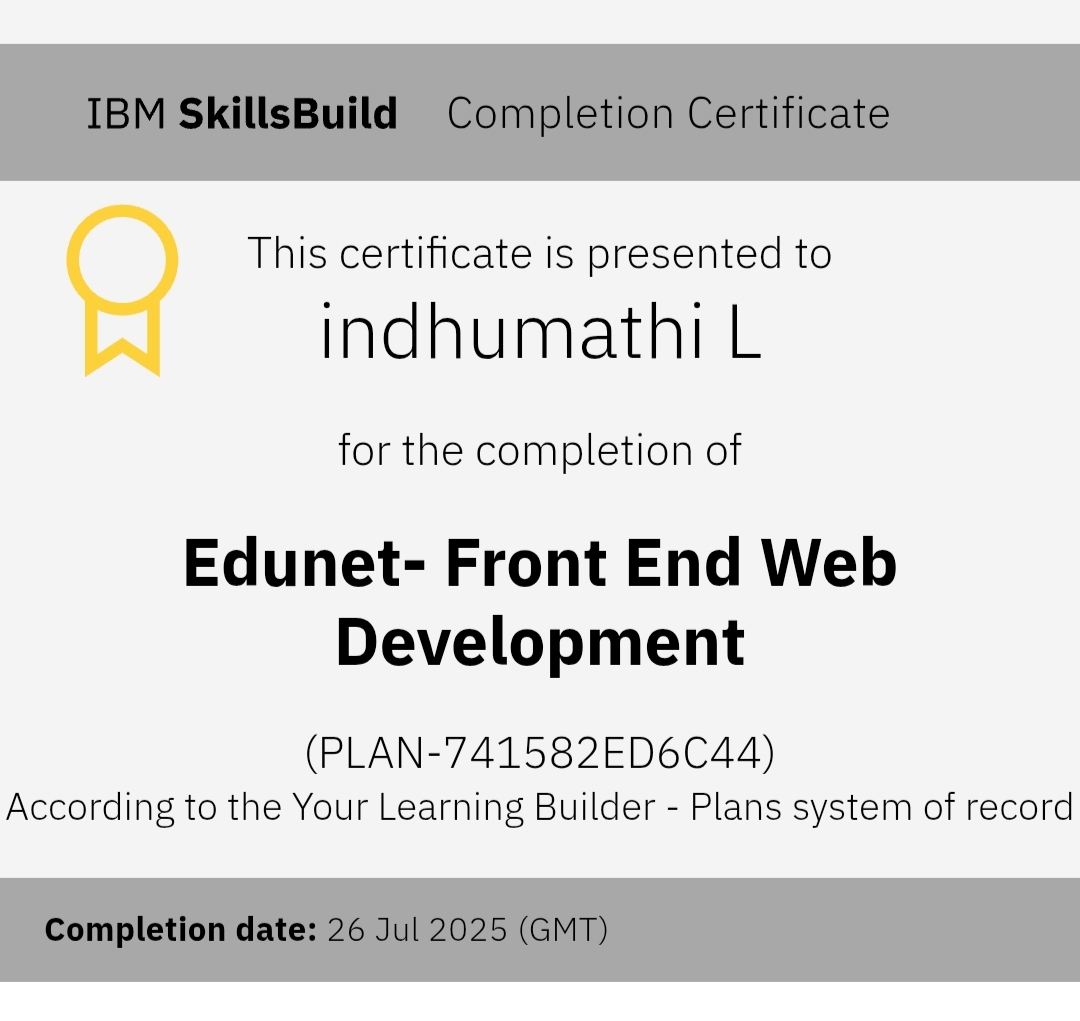 IBM SkillsBuild Completion Certificate
This certificate is presented to
indhumathi L
for the completion of
Edunet- Front End Web
Development
(PLAN-741582ED6C44)
According to the Your Learning Builder - Plans system of record
Completion date: 26 Jul 2025 (GMT)